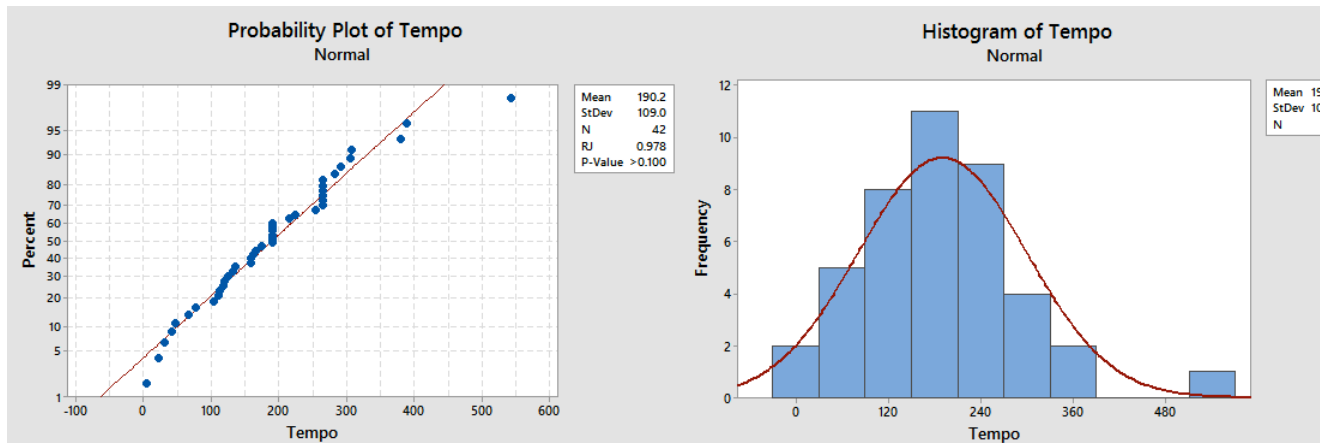 Probability Plot of Tempo
Normal
99
95
90
80
70
60
50
40
30
20
10
5
1
Percent
-100 0 100 200 300 400 500 600
Tempo
Mean 190.2
StDev 109.0
N 42
RJ 0.978
P-Value >0.100
Histogram of Tempo
Normal
12
10
8
6
4
2
0
Frequency
0 120 240 360 480
Tempo
Mean 19
StDev 10
N